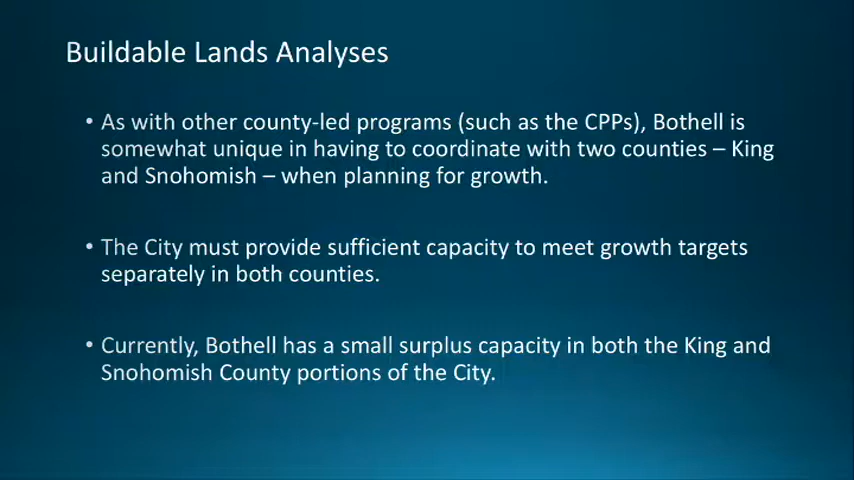 Buildable Lands Analyses
• As with other county-led programs (such as the CPPs), Bothell is
somewhat unique in having to coordinate with two counties – King
and Snohomish – when planning for growth.
• The City must provide sufficient capacity to meet growth targets
separately in both counties.
• Currently, Bothell has a small surplus capacity in both the King and
Snohomish County portions of the City.